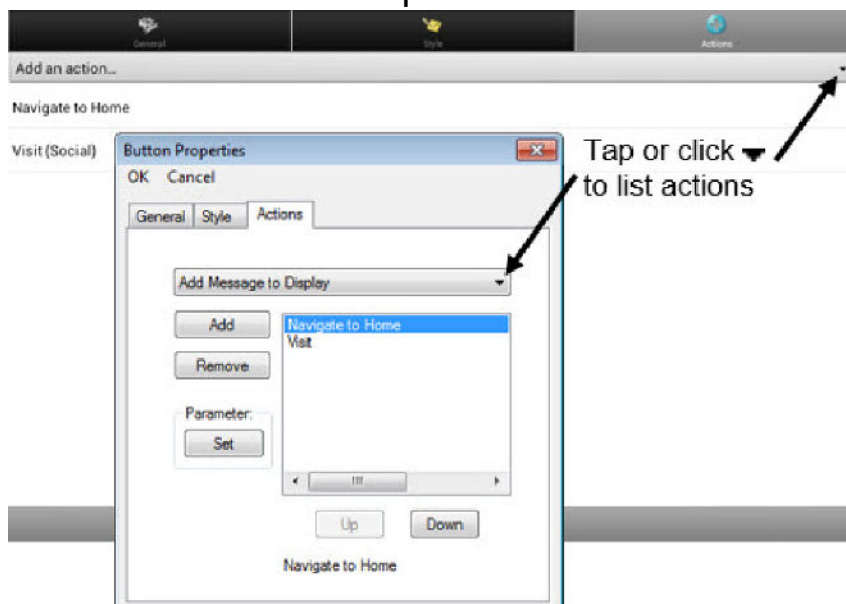 General
Style
Actions
Add an action...
Navigate to Home
Visit (Social)
Tap or click
to list actions
Button Properties
OK Cancel
General Style Actions
Add Message to Display
Add
Remove
Navigate to Home
Visit
Parameter:
Set
Up Down
Navigate to Home